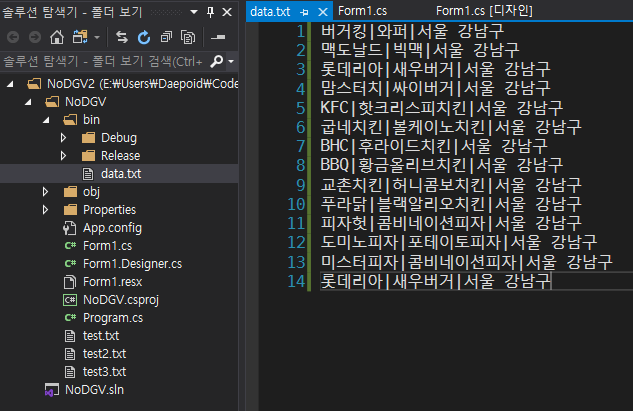 솔루션 탐색기 - 폴더 보기
솔루션 탐색기 - 폴더 보기 검색(Ctrl+
NoDGV2 (E:₩Users₩Daepoid₩Code
NoDGV
bin
Debug
Release
data.txt
obj
Properties
App.config
Form1.cs
Form1.Designer.cs
Form1.resx
NoDGV.csproj
Program.cs
test.txt
test2.txt
test3.txt
NoDGV.sln
data.txt
Form1.cs
Form1.cs [디자인]
1 버거킹|와퍼|서울 강남구
2 맥도날드|빅맥|서울 강남구
3 롯데리아|새우버거|서울 강남구
4 맘스터치|싸이버거|서울 강남구
5 KFC|핫크리스피치킨|서울 강남구
6 굽네치킨|볼케이노치킨|서울 강남구
7 BHC|후라이드치킨|서울 강남구
8 BBQ|황금올리브치킨|서울 강남구
9 교촌치킨|허니콤보치킨|서울 강남구
10 푸라닭|블랙알리오치킨|서울 강남구
11 피자헛|콤비네이션피자|서울 강남구
12 도미노피자|포테이토피자|서울 강남구
13 미스터피자|콤비네이션피자|서울 강남구
14 롯데리아|새우버거|서울 강남구